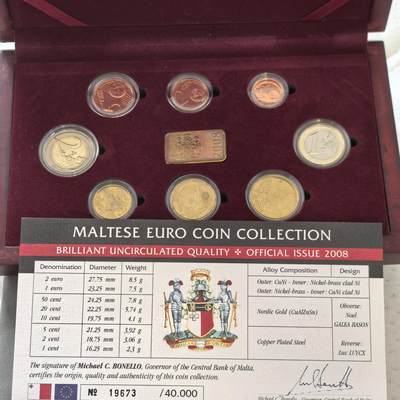 MALTESE EURO COIN COLLECTION
BRILLIANT UNCIRCULATED QUALITY ✦ OFFICIAL ISSUE 2008
Denomination Diameter Weight
2 euro 27.75 mm 8.5 g
1 euro 23.25 mm 7.5 g
50 cent 24.25 mm 7.8 g
20 cent 22.25 mm 5.74 g
10 cent 19.75 mm 4.1 g
5 cent 21.25 mm 3.92 g
2 cent 18.75 mm 3.06 g
1 cent 16.25 mm 2.3 g
Alloy Composition Design
Outer: CuNi - Inner: Nickel-brass clad Ni
Outer: Nickel-brass - Inner: CuNi clad Ni
Nordic Gold (CuAlZnSn)
Copper Plated Steel
Obverse:
Noel
GALEA BASON
Reverse:
Luc LUYCX
The signature of Michael C. BONELLO, Governor of the Central Bank of Malta,
certifies the origin, quality and authenticity of this coin collection.
№ 19673 /40.000